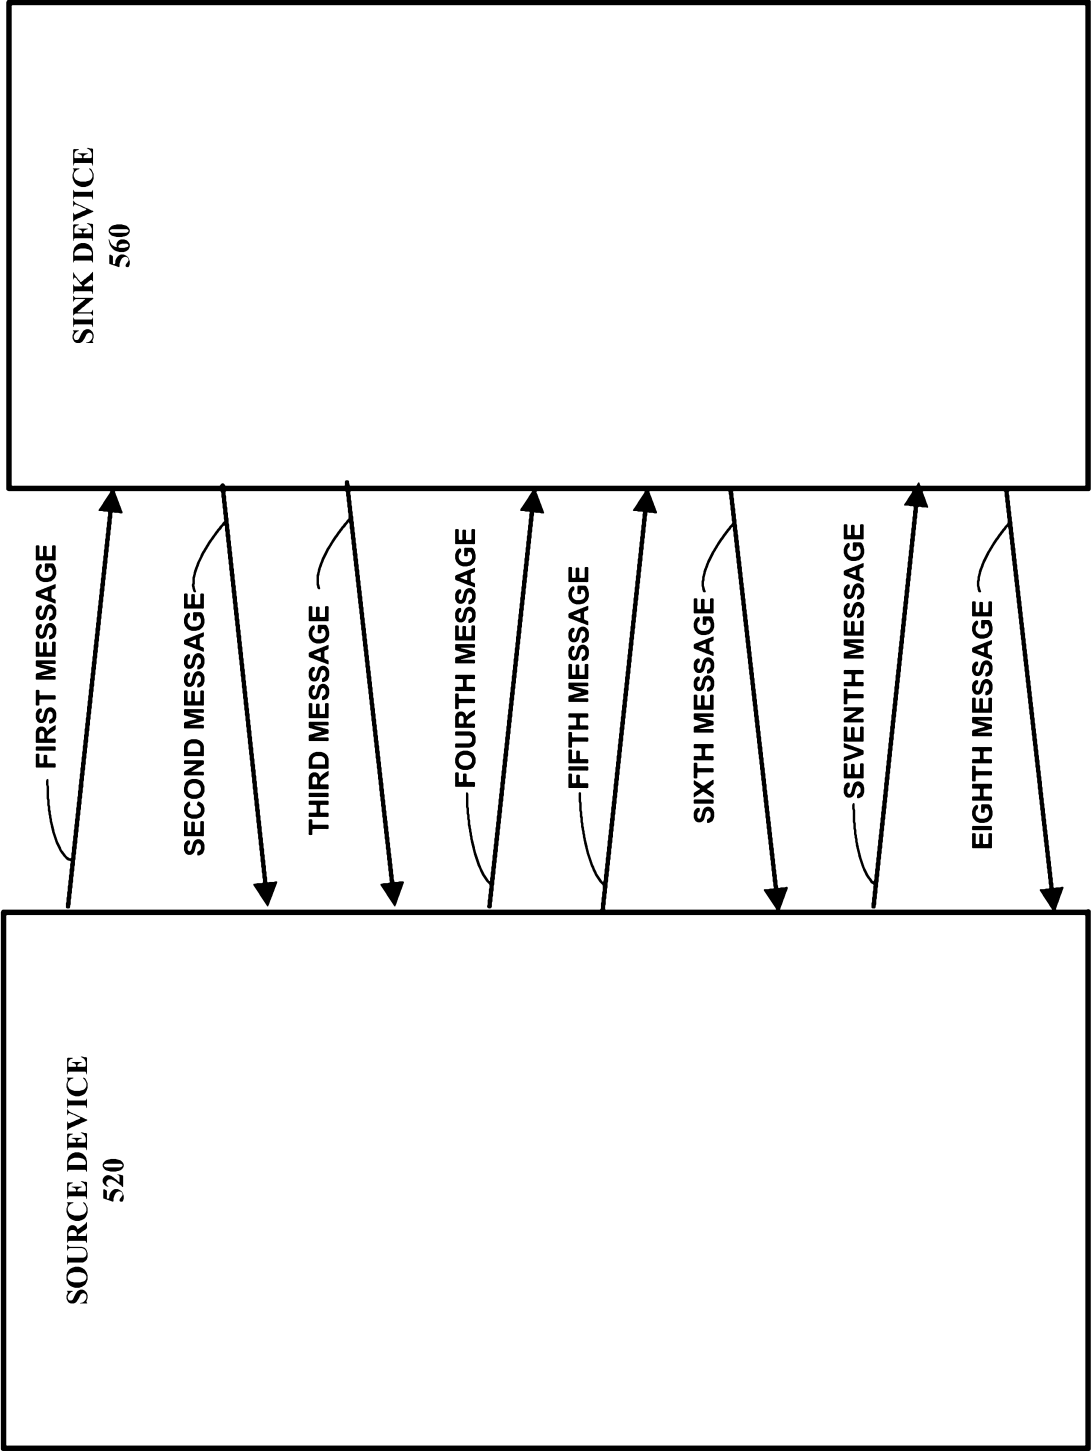 SOURCE DEVICE
520
SINK DEVICE
560
FIRST MESSAGE
SECOND MESSAGE
THIRD MESSAGE
FOURTH MESSAGE
FIFTH MESSAGE
SIXTH MESSAGE
SEVENTH MESSAGE
EIGHTH MESSAGE